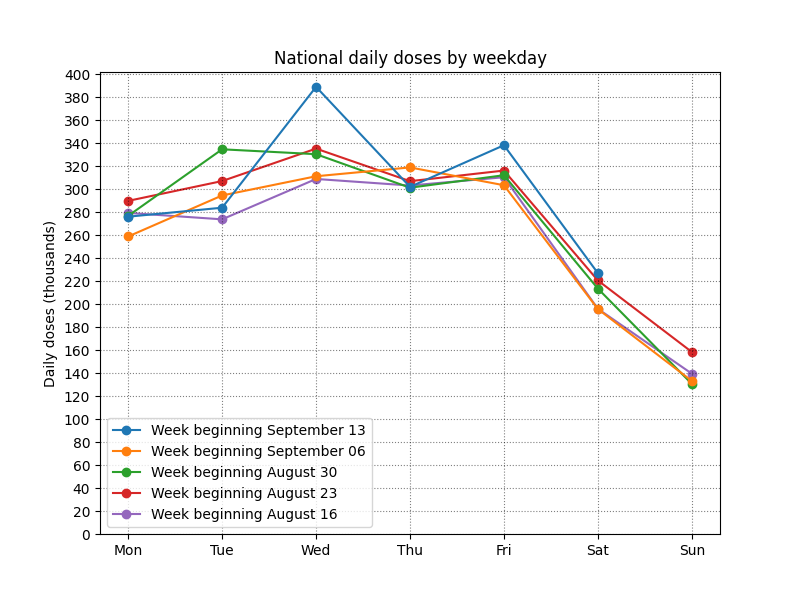 National daily doses by weekday
Daily doses (thousands)
400
380
360
340
320
300
280
260
240
220
200
180
160
140
120
100
80
60
40
20
0
Week beginning September 13
Week beginning September 06
Week beginning August 30
Week beginning August 23
Week beginning August 16
Mon Tue Wed Thu Fri Sat Sun